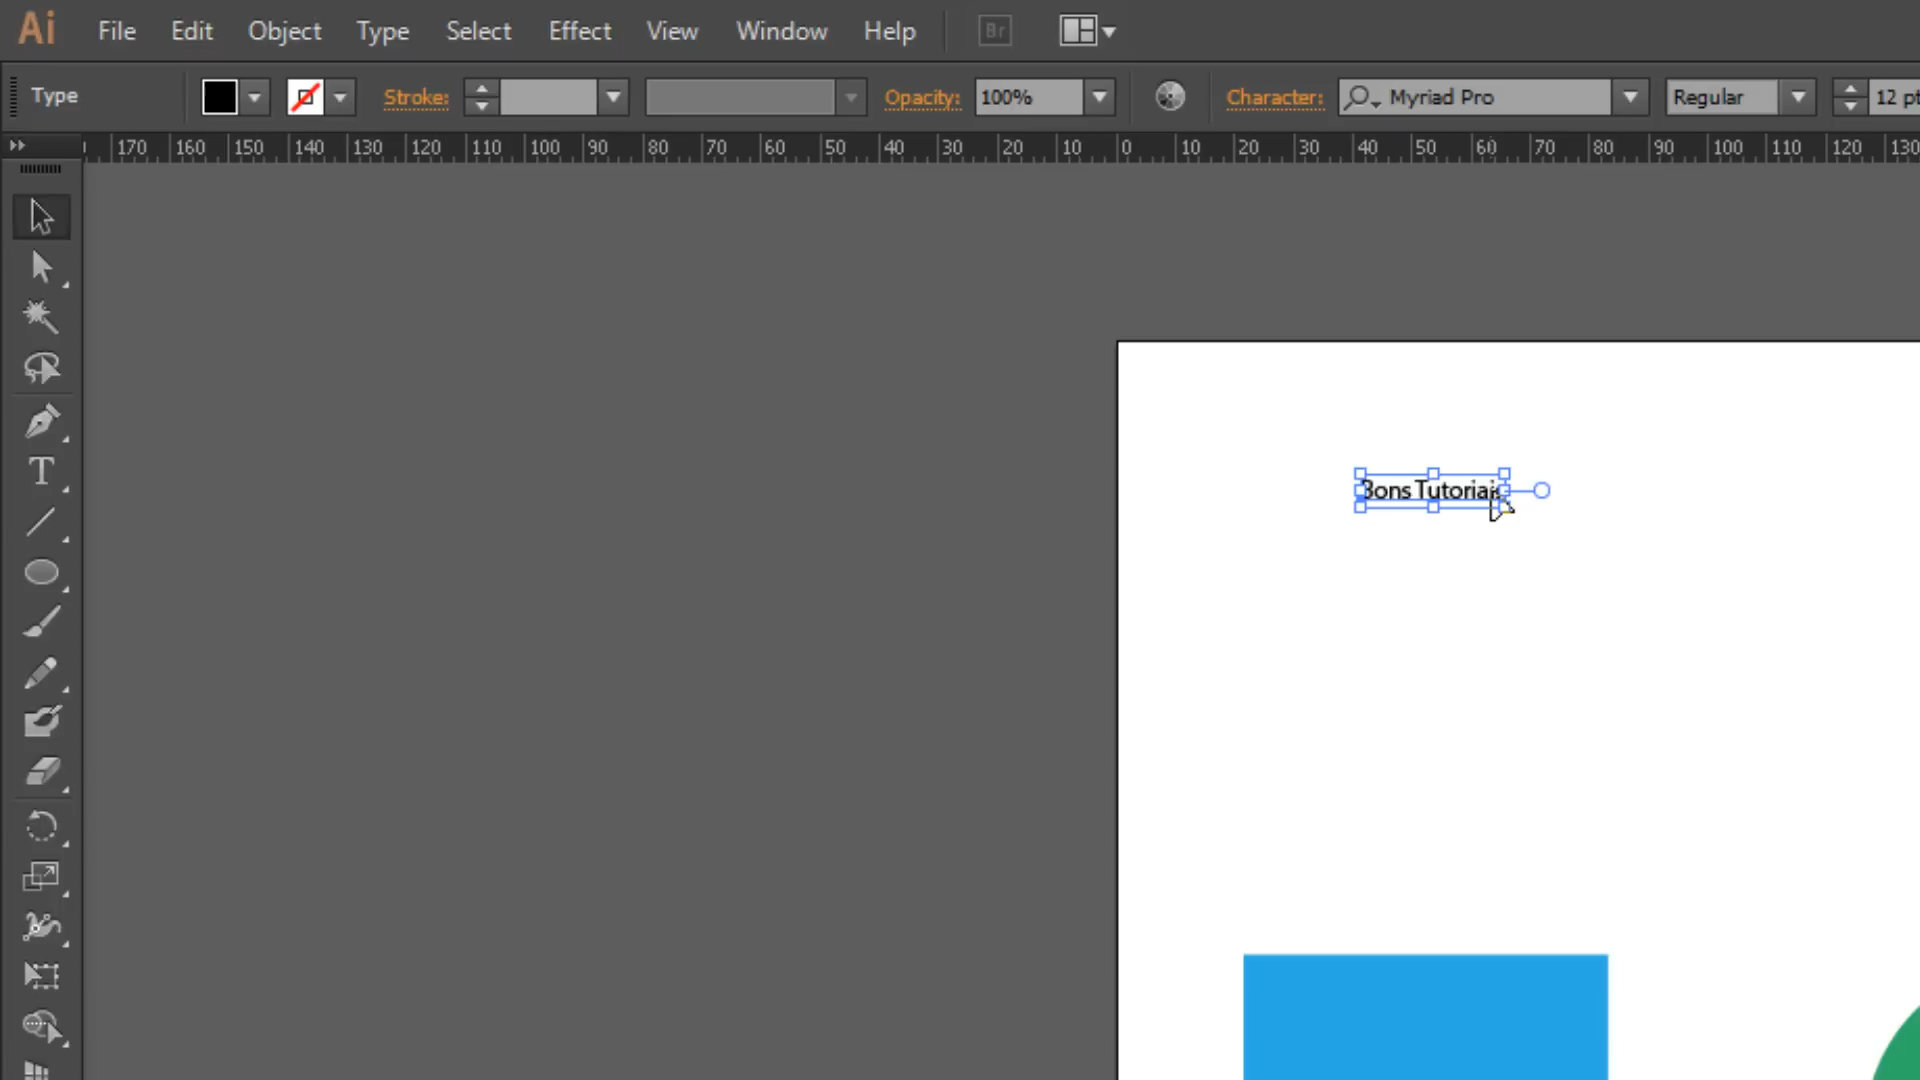 Ai File Edit Object Type Select Effect View Window Help Br
Type Stroke: Opacity: 100% Character: Myriad Pro Regular 12 pt
170 160 150 140 130 120 110 100 90 80 70 60 50 40 30 20 10 0 10 20 30 40 50 60 70 80 90 100 110 120 130
T
Bons Tutoriais